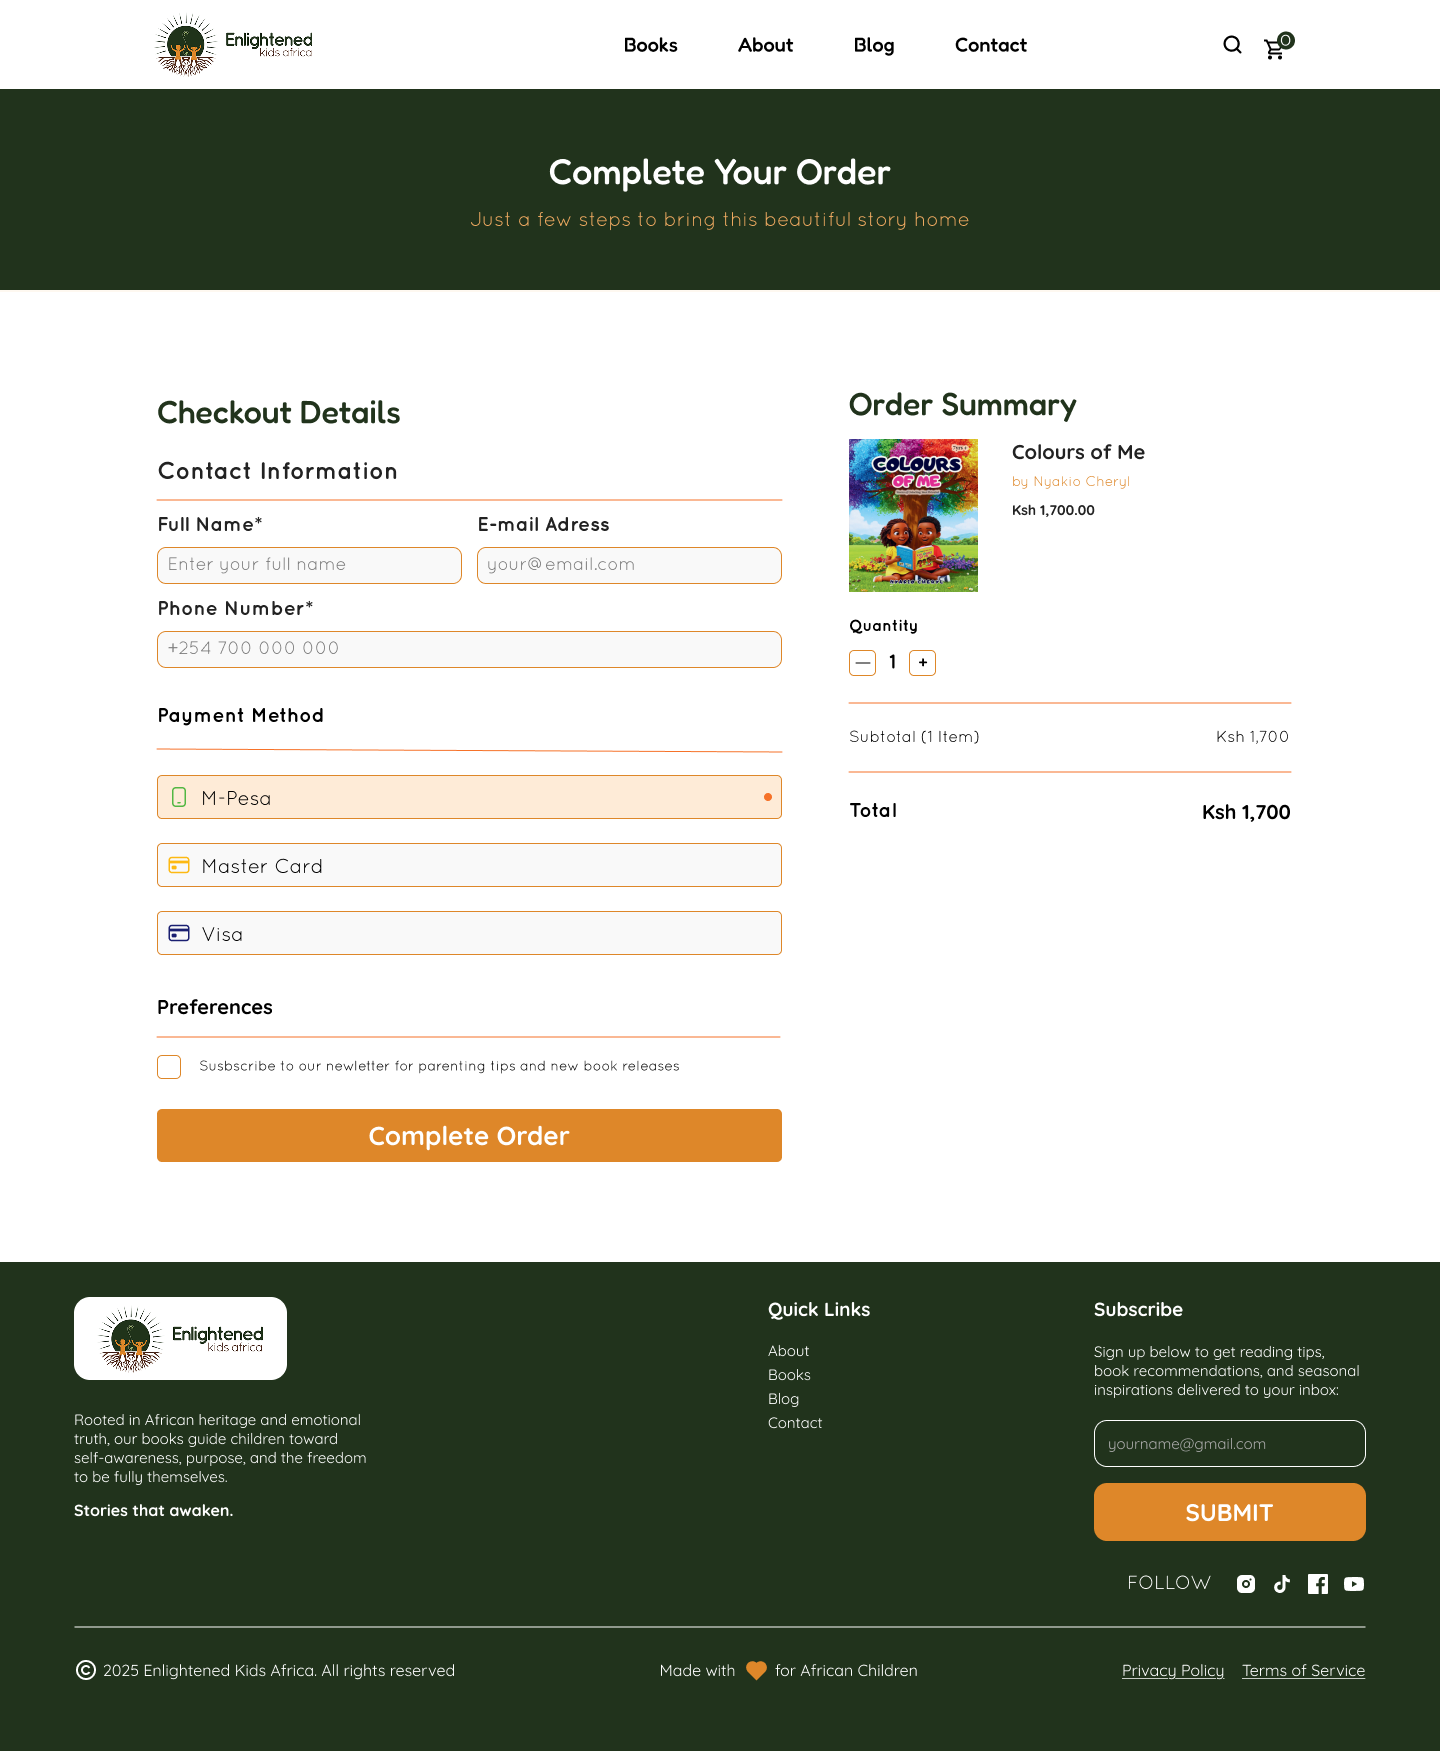 Enlightened
kids africa
Books
About
Blog
Contact
0
Complete Your Order
Just a few steps to bring this beautiful story home
Checkout Details
Contact Information
Full Name*
E-mail Adress
Enter your full name
your@email.com
Phone Number*
+254 700 000 000
Payment Method
M-Pesa
Master Card
Visa
Preferences
Susbscribe to our newletter for parenting tips and new book releases
Complete Order
Order Summary
COLOURS
OF ME
NYAKIO CHERYL
Colours of Me
by Nyakio Cheryl
Ksh 1,700.00
Quantity
— 1 +
Subtotal (1 Item) Ksh 1,700
Total Ksh 1,700
Enlightened
kids africa
Rooted in African heritage and emotional
truth, our books guide children toward
self-awareness, purpose, and the freedom
to be fully themselves.
Stories that awaken.
Quick Links
About
Books
Blog
Contact
Subscribe
Sign up below to get reading tips,
book recommendations, and seasonal
inspirations delivered to your inbox:
yourname@gmail.com
SUBMIT
FOLLOW
© 2025 Enlightened Kids Africa. All rights reserved
Made with for African Children
Privacy Policy
Terms of Service